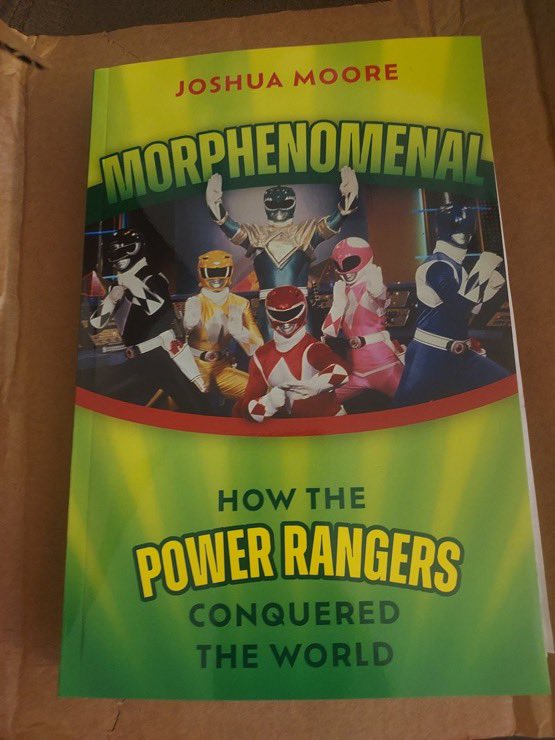 JOSHUA MOORE
MORPHENOMENAL
HOW THE
POWER RANGERS
CONQUERED
THE WORLD